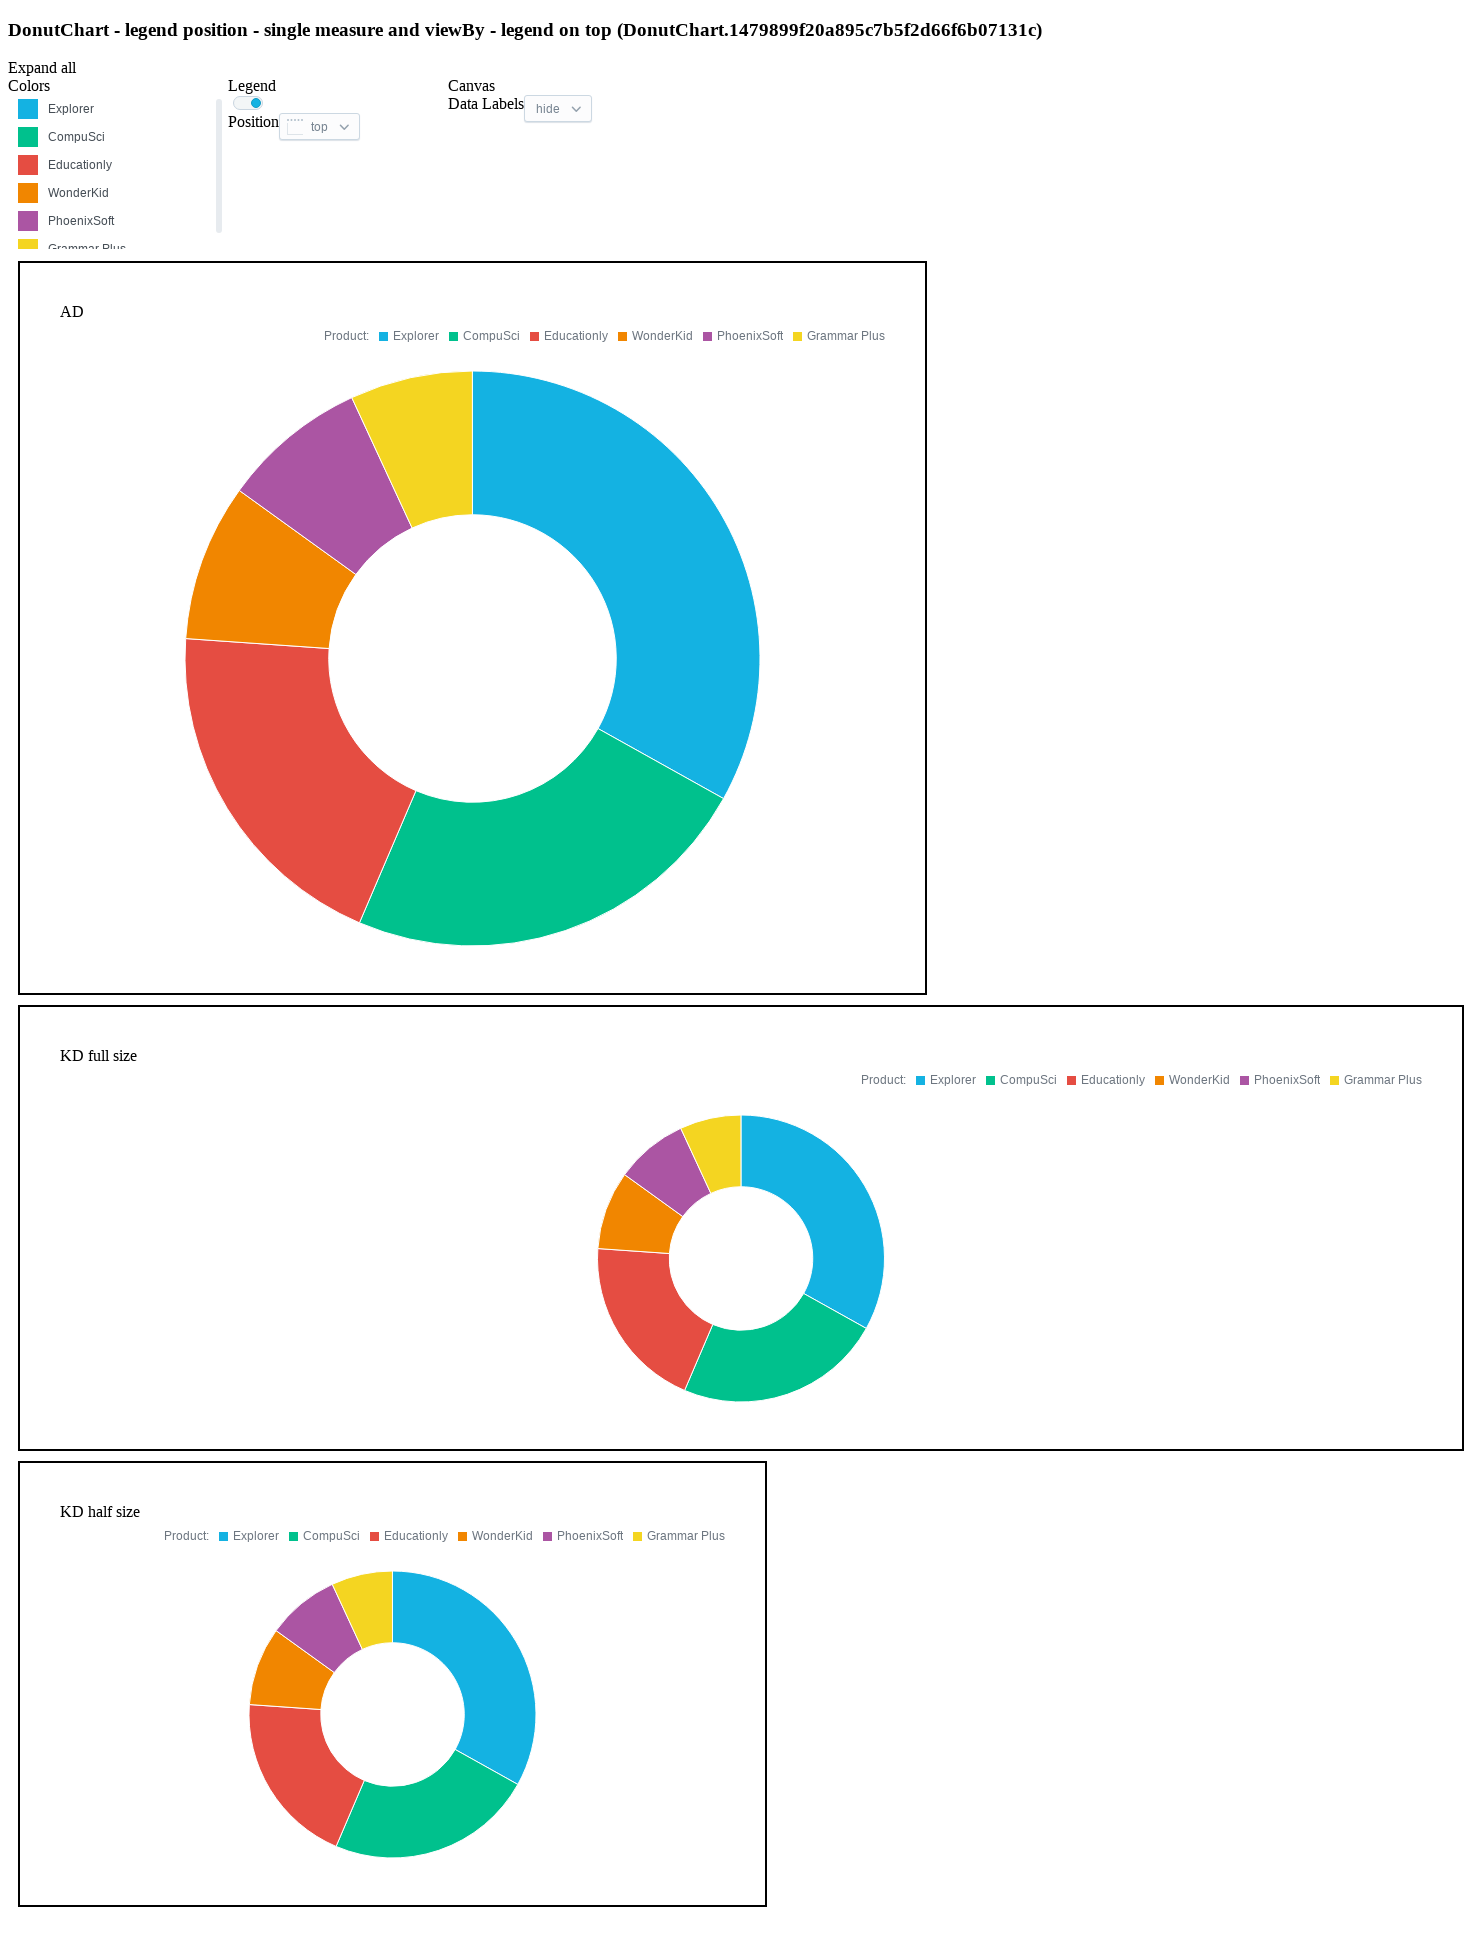 DonutChart - legend position - single measure and viewBy - legend on top (DonutChart.1479899f20a895c7b5f2d66f6b07131c)
Expand all
Colors
Explorer
CompuSci
Educationly
WonderKid
PhoenixSoft
Grammar Plus
Legend
Position top
Canvas
Data Labels hide
AD
Product: Explorer CompuSci Educationly WonderKid PhoenixSoft Grammar Plus
KD full size
Product: Explorer CompuSci Educationly WonderKid PhoenixSoft Grammar Plus
KD half size
Product: Explorer CompuSci Educationly WonderKid PhoenixSoft Grammar Plus